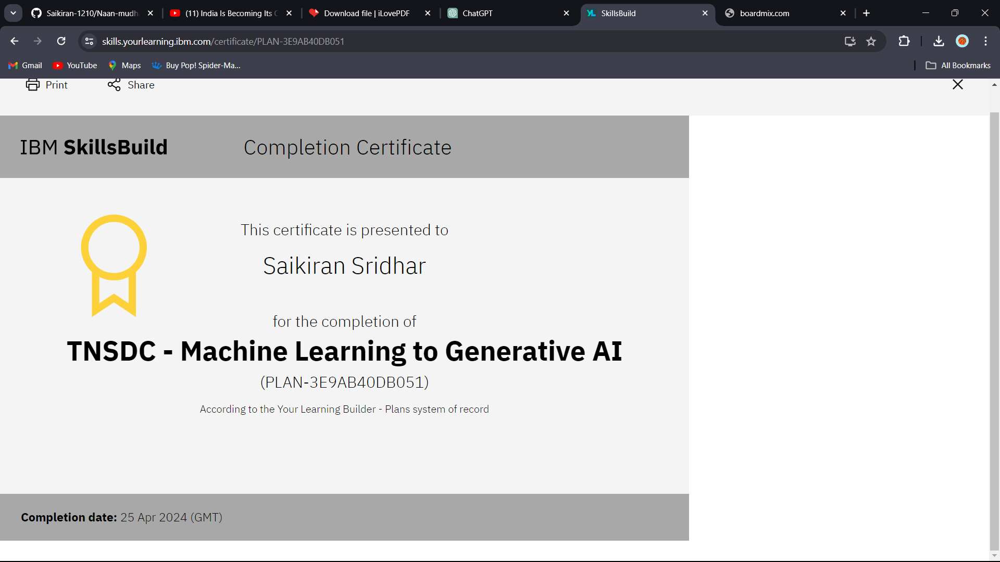 Saikiran-1210/Naan-mudh
(11) India Is Becoming Its
Download file | iLovePDF
ChatGPT
SkillsBuild
boardmix.com
skills.yourlearning.ibm.com/certificate/PLAN-3E9AB40DB051
Gmail
YouTube
Maps
Buy Pop! Spider-Ma...
All Bookmarks
Print
Share
IBM SkillsBuild
Completion Certificate
This certificate is presented to
Saikiran Sridhar
for the completion of
TNSDC - Machine Learning to Generative AI
(PLAN-3E9AB40DB051)
According to the Your Learning Builder - Plans system of record
Completion date: 25 Apr 2024 (GMT)